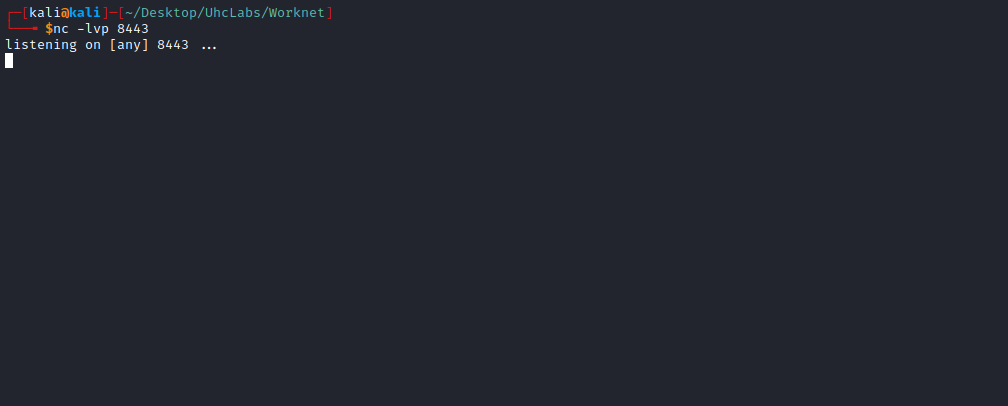 ┌─[kali@kali]─[~/Desktop/UhcLabs/Worknet]
└──╼ $nc -lvp 8443
listening on [any] 8443 ...